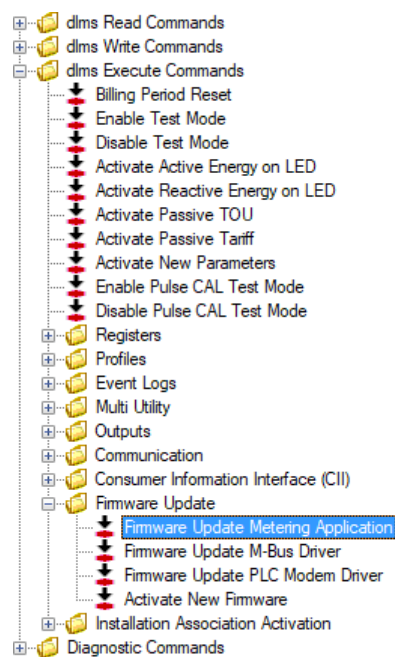 dlms Read Commands
dlms Write Commands
dlms Execute Commands
Billing Period Reset
Enable Test Mode
Disable Test Mode
Activate Active Energy on LED
Activate Reactive Energy on LED
Activate Passive TOU
Activate Passive Tariff
Activate New Parameters
Enable Pulse CAL Test Mode
Disable Pulse CAL Test Mode
Registers
Profiles
Event Logs
Multi Utility
Outputs
Communication
Consumer Information Interface (CII)
Firmware Update
Firmware Update Metering Application
Firmware Update M-Bus Driver
Firmware Update PLC Modem Driver
Activate New Firmware
Installation Association Activation
Diagnostic Commands